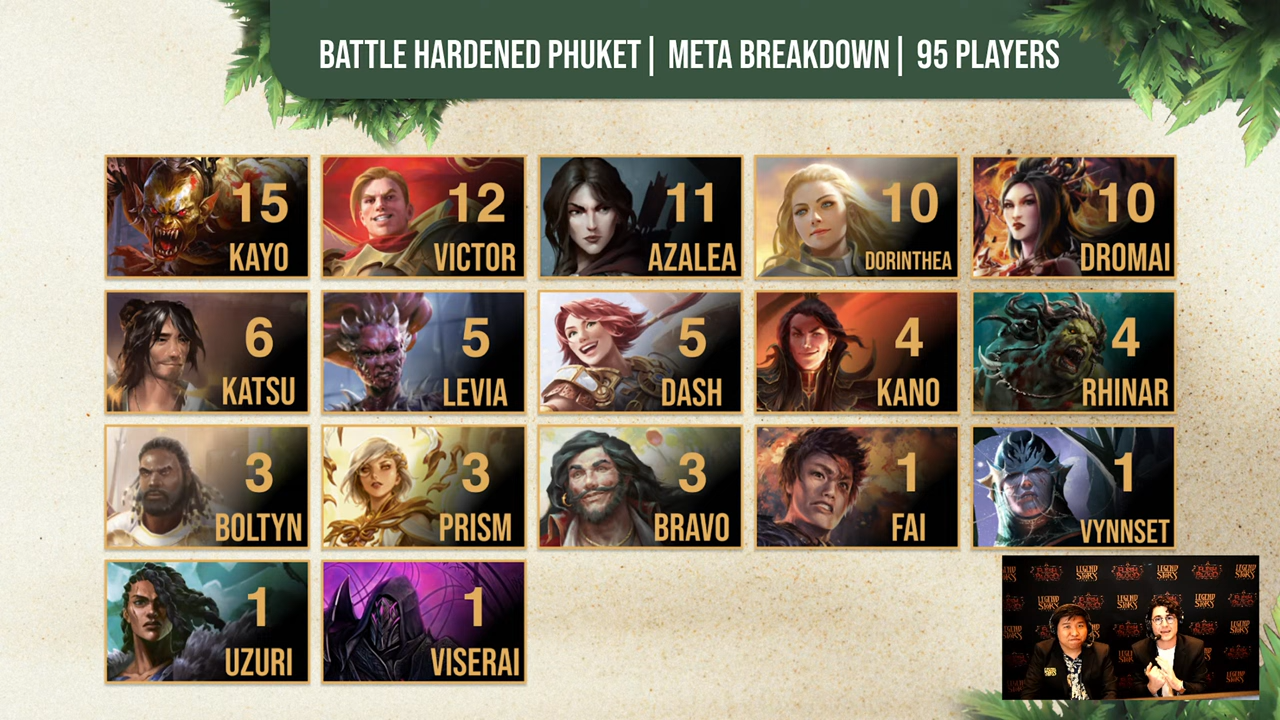 BATTLE HARDENED PHUKET| META BREAKDOWN| 95 PLAYERS
15
KAYO
12
VICTOR
11
AZALEA
10
DORINTHEA
10
DROMAI
6
KATSU
5
LEVIA
5
DASH
4
KANO
4
RHINAR
3
BOLTYN
3
PRISM
3
BRAVO
1
FAI
1
VYNNSET
1
UZURI
1
VISERAI
LEGEND
STORY